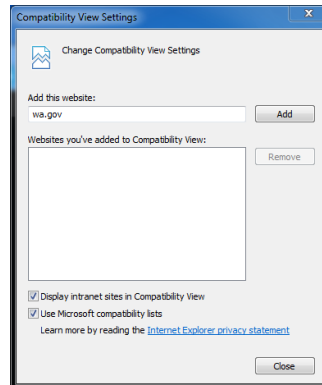 Compatibility View Settings
x
Change Compatibility View Settings
Add this website:
wa.gov
Add
Websites you've added to Compatibility View:
Remove
Display intranet sites in Compatibility View
Use Microsoft compatibility lists
Learn more by reading the Internet Explorer privacy statement
Close